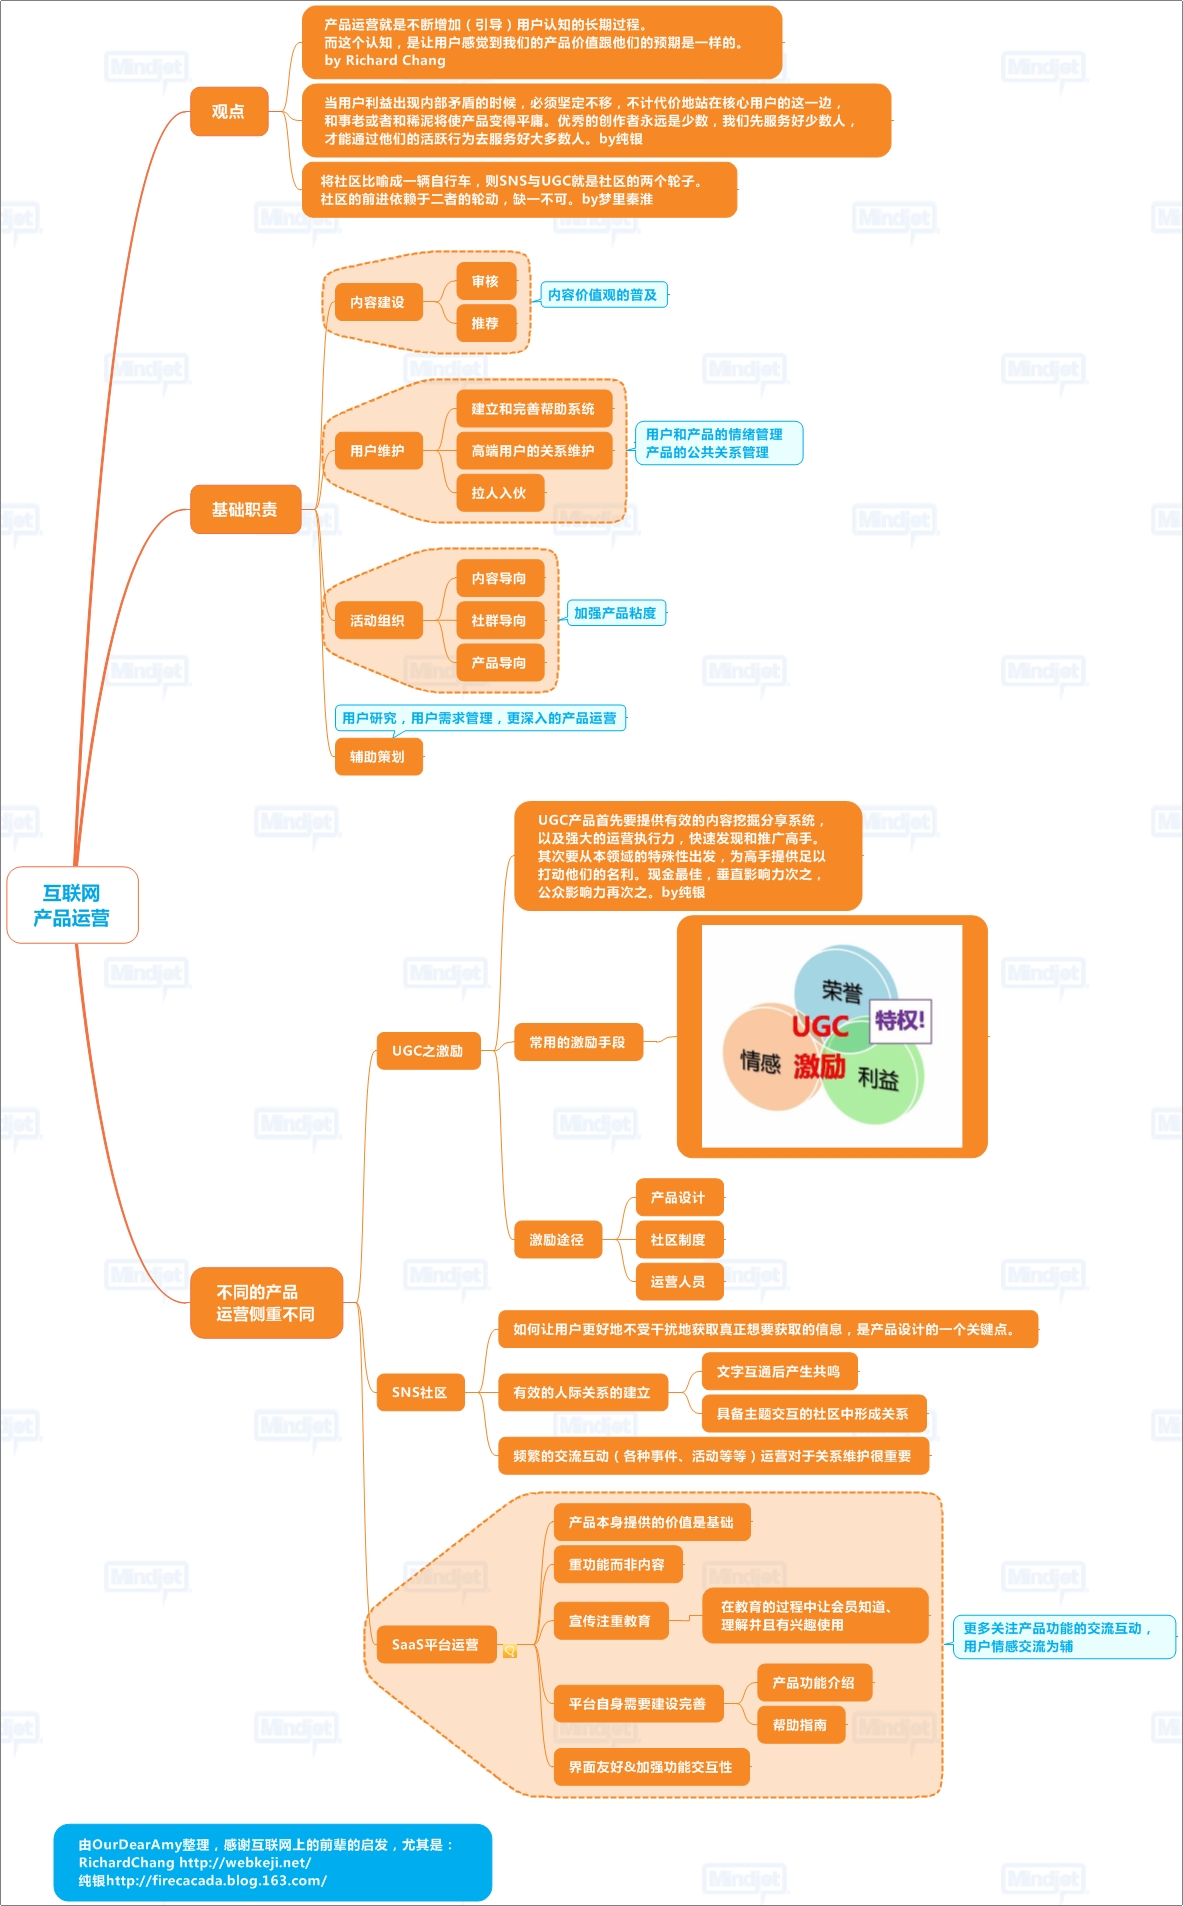 产品运营就是不断增加（引导）用户认知的长期过程。
而这个认知，是让用户感觉到我们的产品价值跟他们的预期是一样的。
by Richard Chang
观点
当用户利益出现内部矛盾的时候，必须坚定不移，不计代价地站在核心用户的这一边，
和事老或者和稀泥将使产品变得平庸。优秀的创作者永远是少数，我们先服务好少数人，
才能通过他们的活跃行为去服务好大多数人。by纯银
将社区比喻成一辆自行车，则SNS与UGC就是社区的两个轮子。
社区的前进依赖于二者的轮动，缺一不可。by梦里秦淮
基础职责
内容建设
审核
推荐
内容价值观的普及
用户维护
建立和完善帮助系统
高端用户的关系维护
拉人入伙
用户和产品的情绪管理
产品的公共关系管理
活动组织
内容导向
社群导向
产品导向
加强产品粘度
用户研究，用户需求管理，更深入的产品运营
辅助策划
互联网
产品运营
不同的产品
运营侧重不同
UGC之激励
UGC产品首先要提供有效的内容挖掘分享系统，
以及强大的运营执行力，快速发现和推广高手。
其次要从本领域的特殊性出发，为高手提供足以
打动他们的名利。现金最佳，垂直影响力次之，
公众影响力再次之。by纯银
常用的激励手段
荣誉
特权!
UGC
激励
情感
利益
激励途径
产品设计
社区制度
运营人员
SNS社区
如何让用户更好地不受干扰地获取真正想要获取的信息，是产品设计的一个关键点。
有效的人际关系的建立
文字互通后产生共鸣
具备主题交互的社区中形成关系
频繁的交流互动（各种事件、活动等等）运营对于关系维护很重要
SaaS平台运营
产品本身提供的价值是基础
重功能而非内容
宣传注重教育
在教育的过程中让会员知道、
理解并且有兴趣使用
平台自身需要建设完善
产品功能介绍
帮助指南
界面友好&加强功能交互性
更多关注产品功能的交流互动，
用户情感交流为辅
由OurDearAmy整理，感谢互联网上的前辈的启发，尤其是：
RichardChang http://webkeji.net/
纯银http://firecacada.blog.163.com/
Mindjet